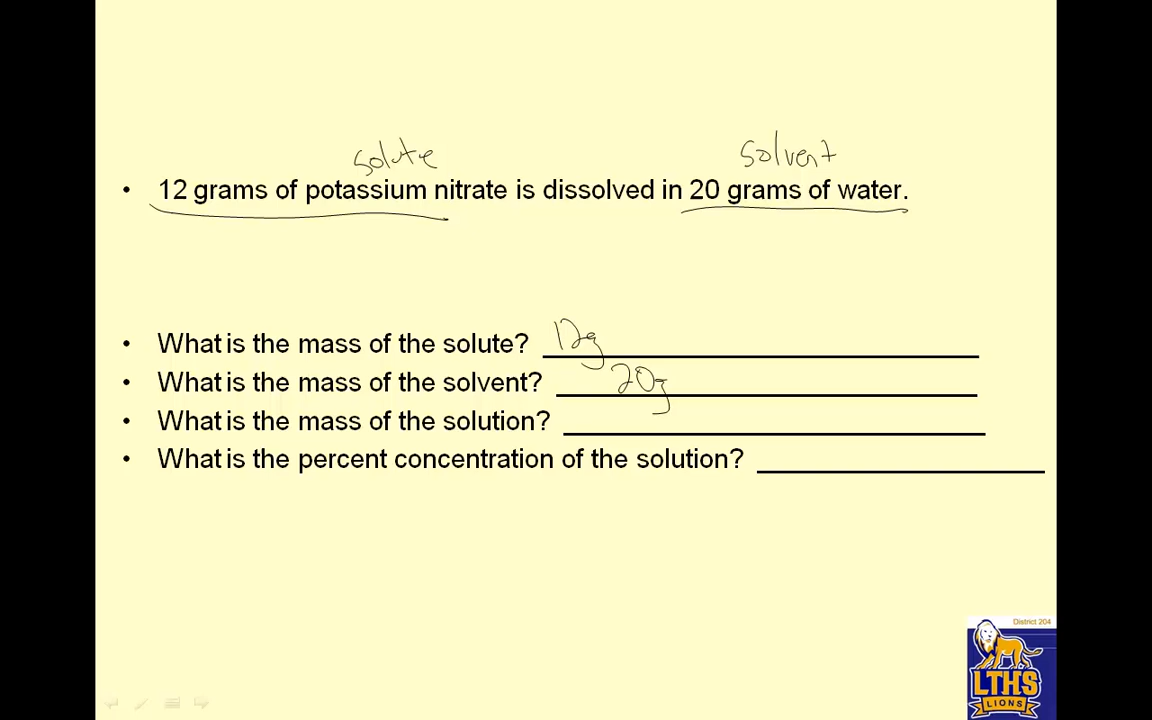 solute solvent
• 12 grams of potassium nitrate is dissolved in 20 grams of water.
• What is the mass of the solute? 12g
• What is the mass of the solvent? 20g
• What is the mass of the solution?
• What is the percent concentration of the solution?
District 204
LTHS
LIONS